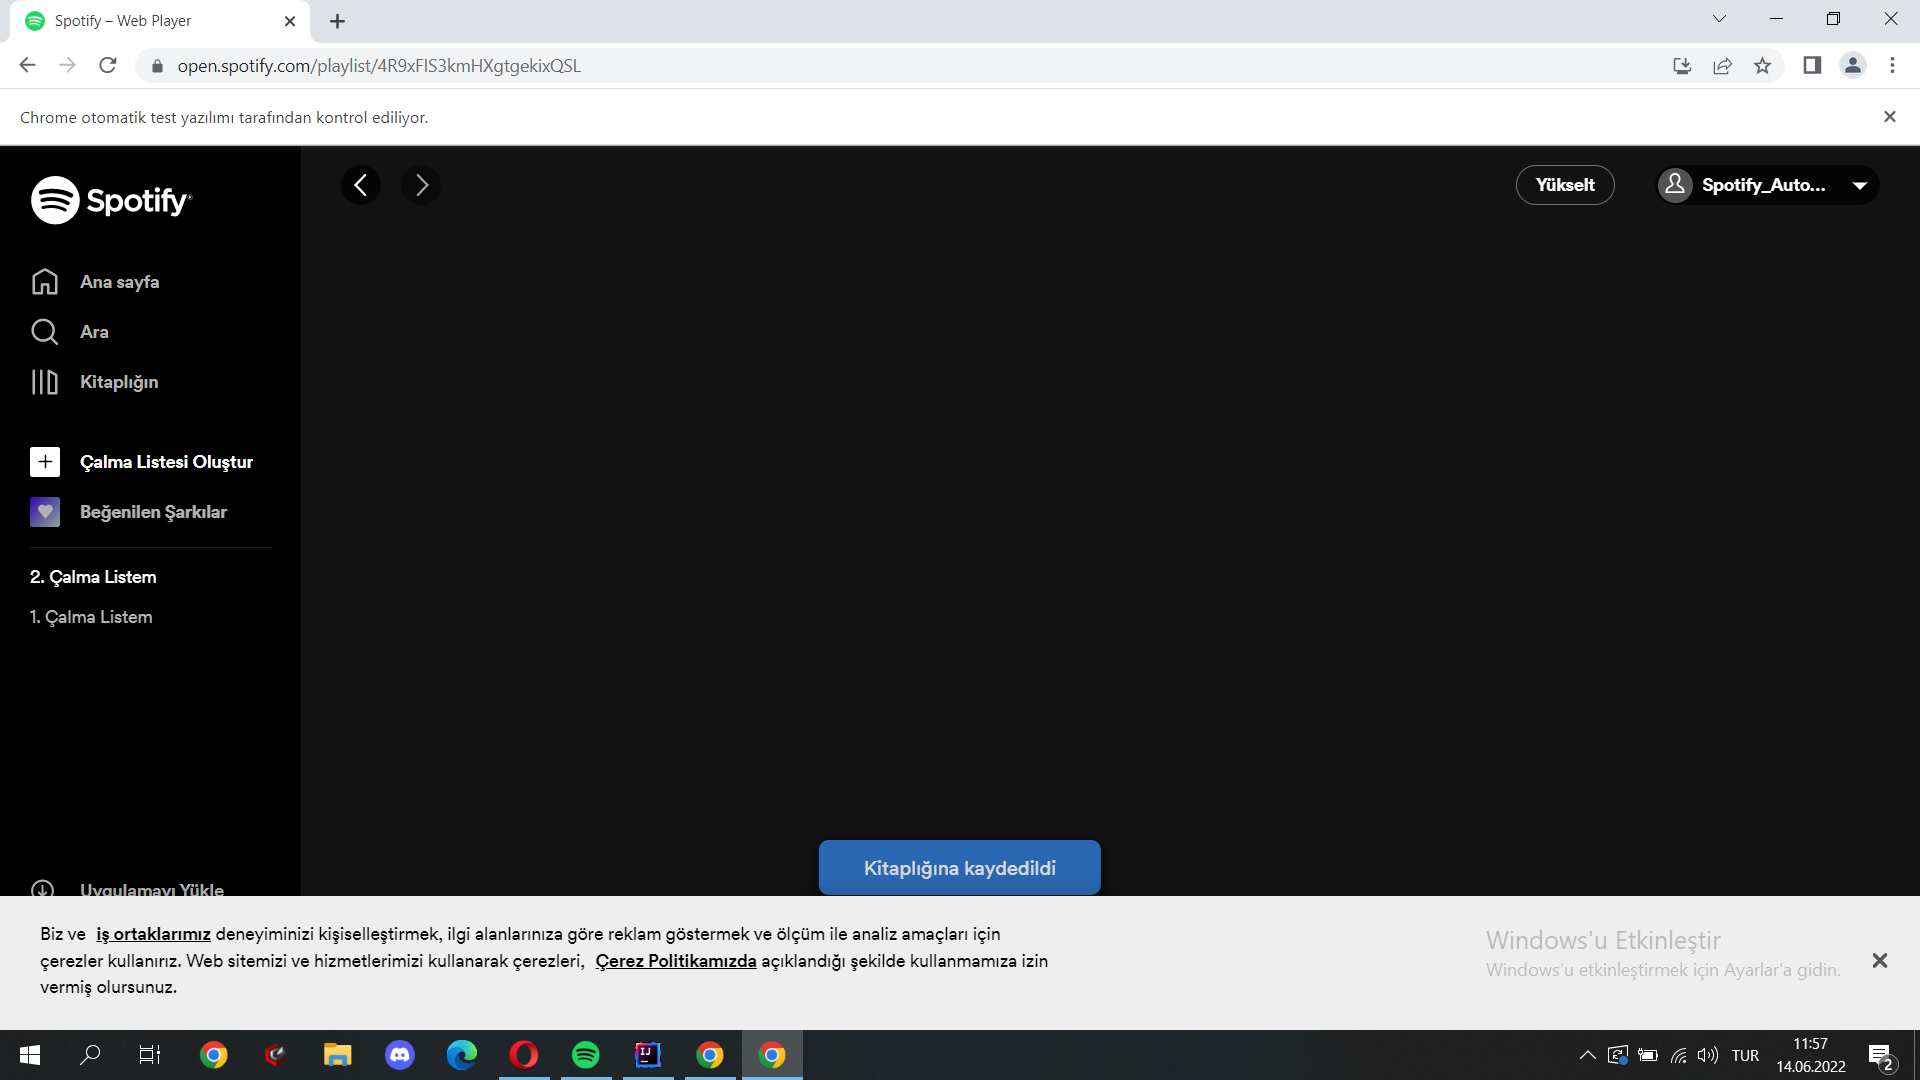 Spotify – Web Player
open.spotify.com/playlist/4R9xFIS3kmHXgtgekixQSL
Chrome otomatik test yazılımı tarafından kontrol ediliyor.
Spotify
Yükselt
Spotify_Auto...
Ana sayfa
Ara
Kitaplığın
Çalma Listesi Oluştur
Beğenilen Şarkılar
2. Çalma Listem
1. Çalma Listem
Kitaplığına kaydedildi
Uygulamayı Yükle
Biz ve iş ortaklarımız deneyiminizi kişiselleştirmek, ilgi alanlarınıza göre reklam göstermek ve ölçüm ile analiz amaçları için
çerezler kullanırız. Web sitemizi ve hizmetlerimizi kullanarak çerezleri, Çerez Politikamızda açıklandığı şekilde kullanmamıza izin
vermiş olursunuz.
Windows'u Etkinleştir
Windows'u etkinleştirmek için Ayarlar'a gidin.
IJ
TUR
11:57
14.06.2022
2